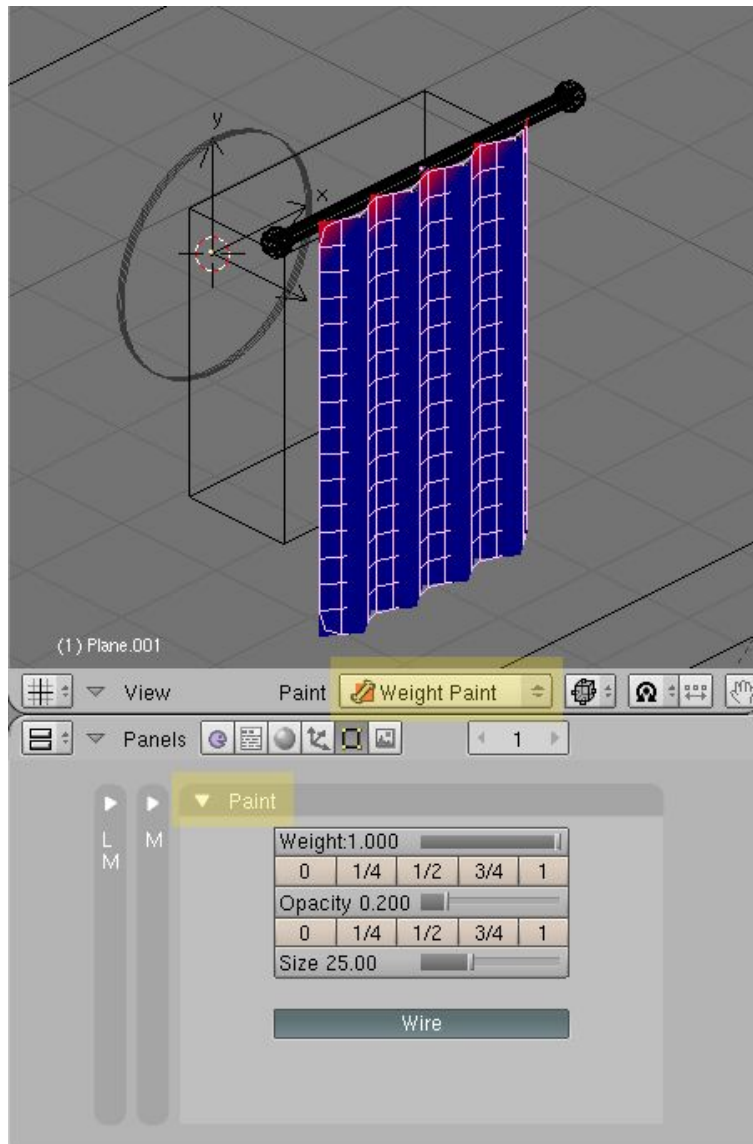 y
x
(1) Plane.001
View Paint Weight Paint
Panels 1
Paint
L
M
M
Weight:1.000
0 1/4 1/2 3/4 1
Opacity 0.200
0 1/4 1/2 3/4 1
Size 25.00
Wire